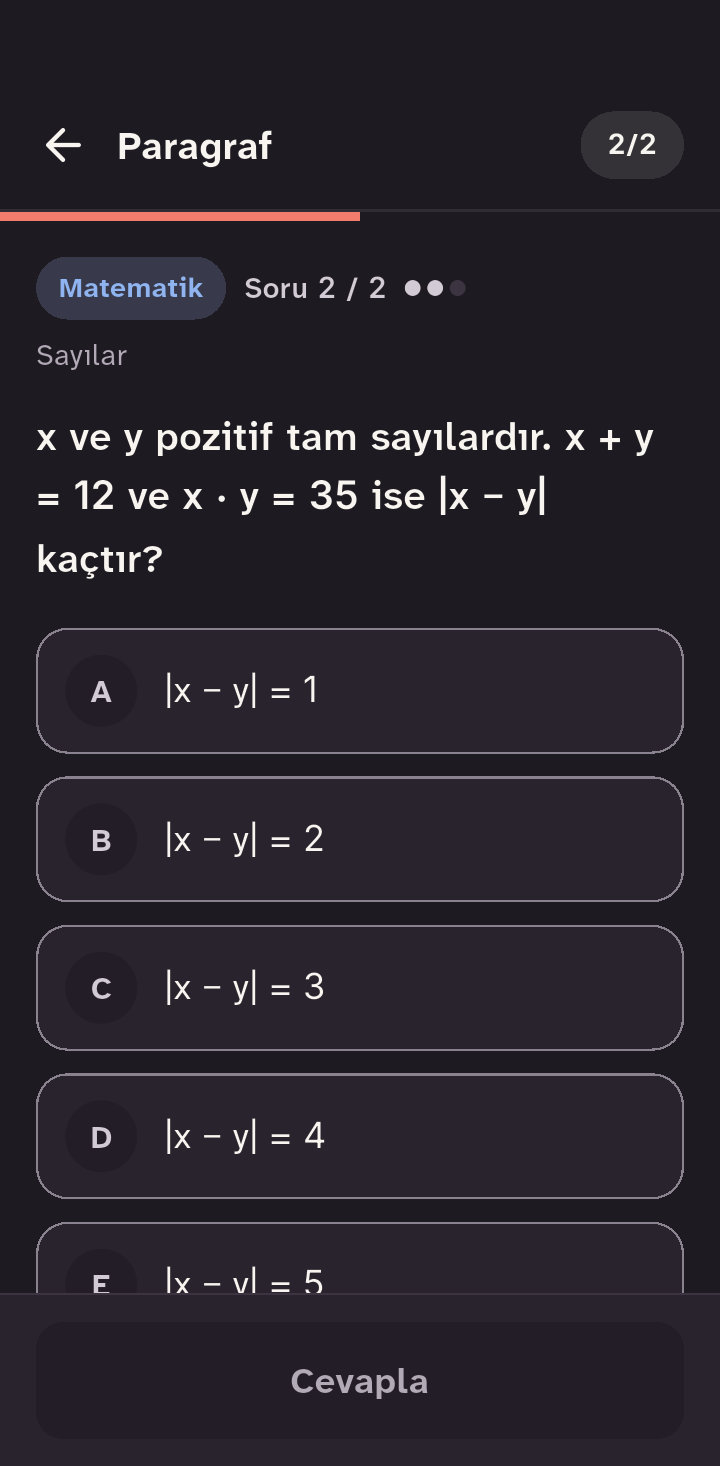 Paragraf
2/2
Matematik
Soru 2 / 2
Sayılar
x ve y pozitif tam sayılardır. x + y
= 12 ve x · y = 35 ise |x − y|
kaçtır?
A |x − y| = 1
B |x − y| = 2
C |x − y| = 3
D |x − y| = 4
E |x − y| = 5
Cevapla